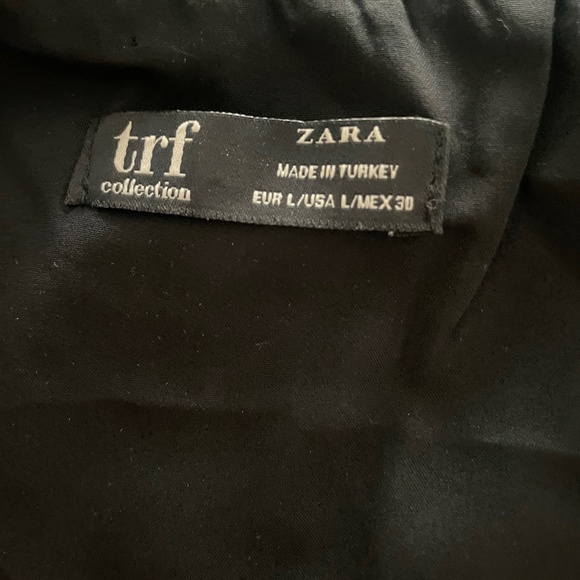 trf
collection
ZARA
MADE IN TURKEY
EUR L/USA L/MEX 30